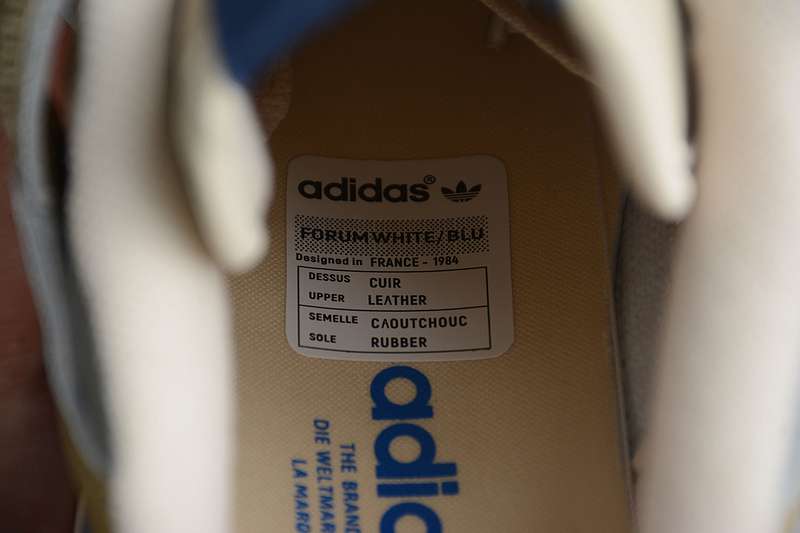 adidas®
FORUM WHITE/BLU
Designed in FRANCE - 1984
DESSUS CUIR
UPPER LEATHER
SEMELLE CAOUTCHOUC
SOLE RUBBER
adidas
THE BRAND
DIE WELTMAR
LA MARQ